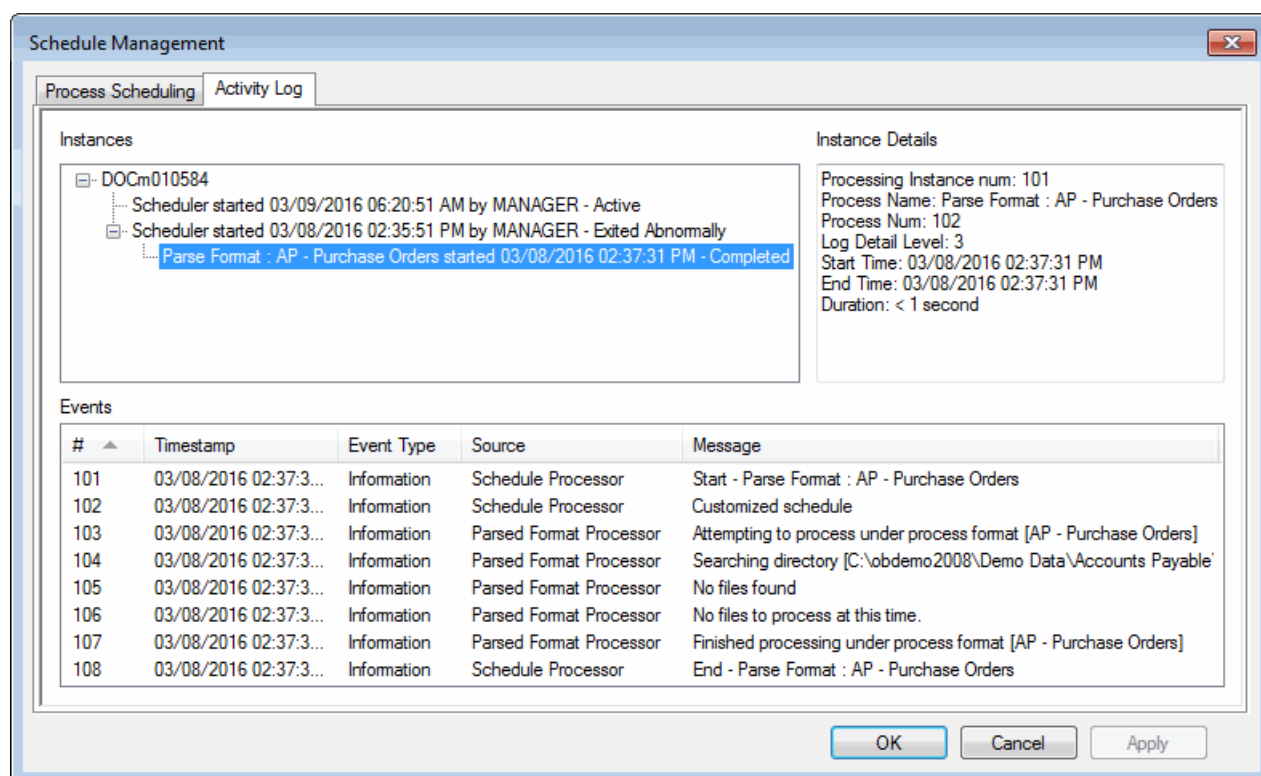 Schedule Management
Process Scheduling Activity Log
Instances
DOCm010584
Scheduler started 03/09/2016 06:20:51 AM by MANAGER - Active
Scheduler started 03/08/2016 02:35:51 PM by MANAGER - Exited Abnormally
Parse Format : AP - Purchase Orders started 03/08/2016 02:37:31 PM - Completed
Instance Details
Processing Instance num: 101
Process Name: Parse Format : AP - Purchase Orders
Process Num: 102
Log Detail Level: 3
Start Time: 03/08/2016 02:37:31 PM
End Time: 03/08/2016 02:37:31 PM
Duration: < 1 second
Events
# Timestamp Event Type Source Message
101 03/08/2016 02:37:3... Information Schedule Processor Start - Parse Format : AP - Purchase Orders
102 03/08/2016 02:37:3... Information Schedule Processor Customized schedule
103 03/08/2016 02:37:3... Information Parsed Format Processor Attempting to process under process format [AP - Purchase Orders]
104 03/08/2016 02:37:3... Information Parsed Format Processor Searching directory [C:\obdemo2008\Demo Data\Accounts Payable\
105 03/08/2016 02:37:3... Information Parsed Format Processor No files found
106 03/08/2016 02:37:3... Information Parsed Format Processor No files to process at this time.
107 03/08/2016 02:37:3... Information Parsed Format Processor Finished processing under process format [AP - Purchase Orders]
108 03/08/2016 02:37:3... Information Schedule Processor End - Parse Format : AP - Purchase Orders
OK Cancel Apply